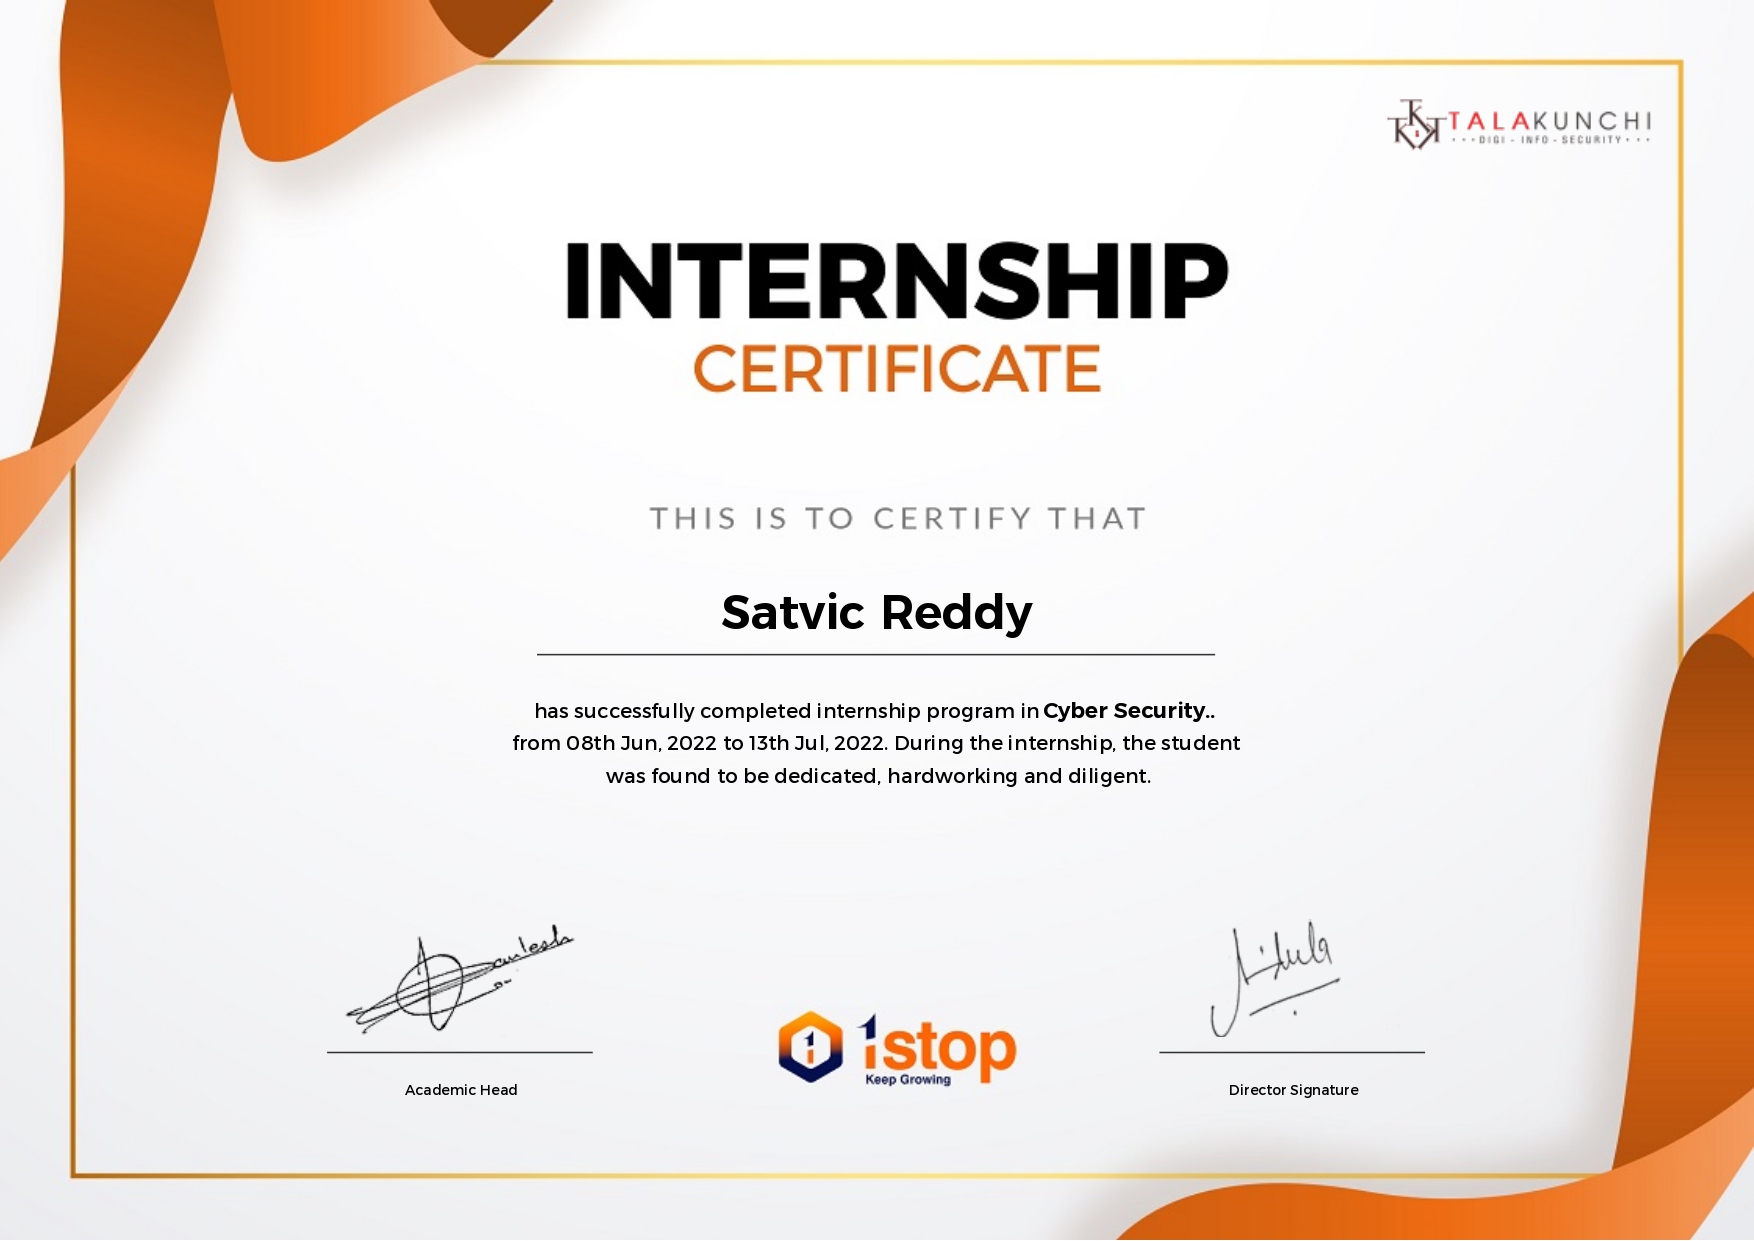 TALAKUNCHI
DIGI - INFO - SECURITY
INTERNSHIP
CERTIFICATE
THIS IS TO CERTIFY THAT
Satvic Reddy
has successfully completed internship program in Cyber Security..
from 08th Jun, 2022 to 13th Jul, 2022. During the internship, the student
was found to be dedicated, hardworking and diligent.
1stop
Keep Growing
Academic Head
Director Signature